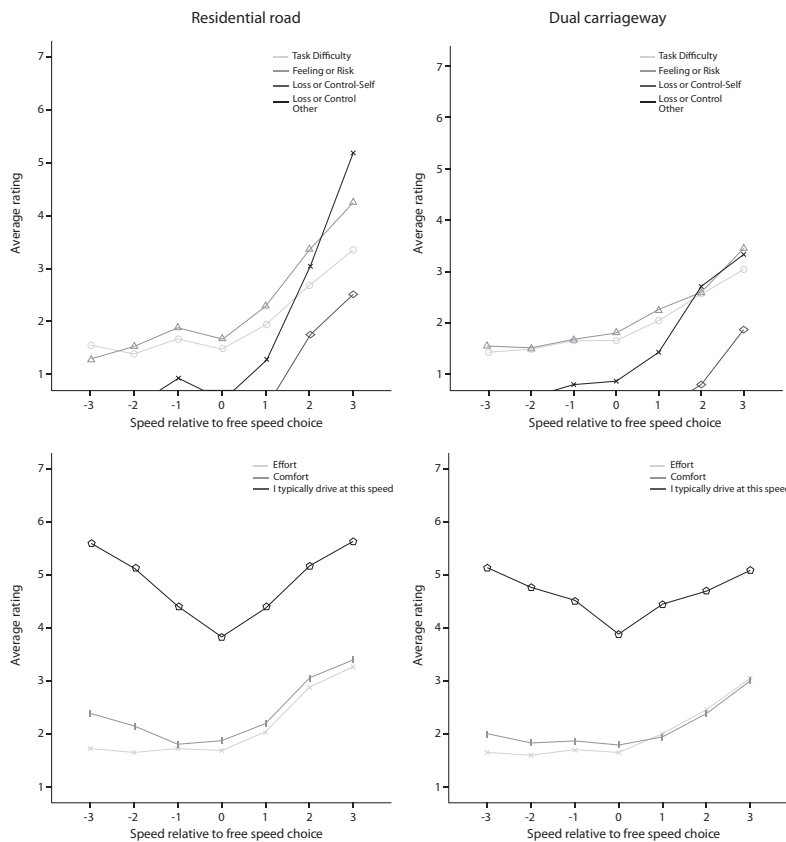 Residential road
Dual carriageway
7
6
5
4
3
2
1
Average rating
Task Difficulty
Feeling or Risk
Loss or Control-Self
Loss or Control
Other
-3 -2 -1 0 1 2 3
Speed relative to free speed choice
7
6
5
4
3
2
1
Average rating
Task Difficulty
Feeling or Risk
Loss or Control-Self
Loss or Control
Other
-3 -2 -1 0 1 2 3
Speed relative to free speed choice
7
6
5
4
3
2
1
Average rating
Effort
Comfort
I typically drive at this speed
-3 -2 -1 0 1 2 3
Speed relative to free speed choice
7
6
5
4
3
2
1
Average rating
Effort
Comfort
I typically drive at this speed
-3 -2 -1 0 1 2 3
Speed relative to free speed choice